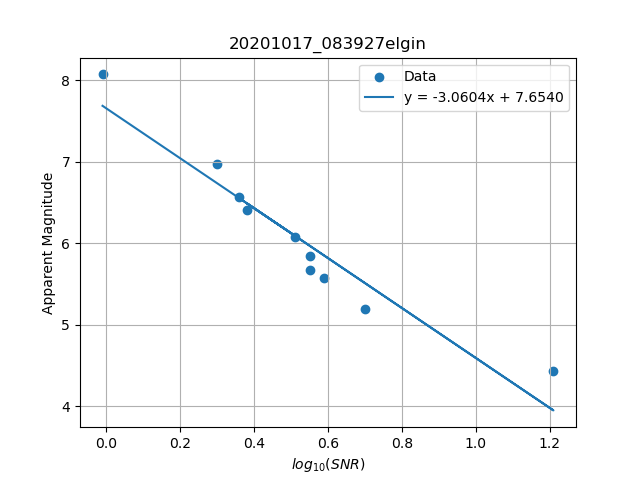 20201017_083927elgin
Data
y = -3.0604x + 7.6540
8
7
6
5
4
Apparent Magnitude
0.0 0.2 0.4 0.6 0.8 1.0 1.2
log10(SNR)